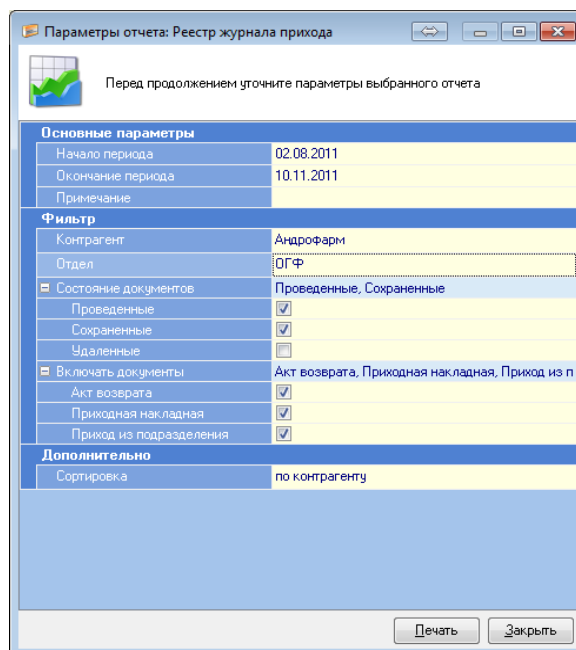 Параметры отчета: Реестр журнала прихода
Перед продолжением уточните параметры выбранного отчета
Основные параметры
Начало периода 02.08.2011
Окончание периода 10.11.2011
Примечание
Фильтр
Контрагент Андрофарм
Отдел ОГФ
Состояние документов Проведенные, Сохраненные
Проведенные
Сохраненные
Удаленные
Включать документы Акт возврата, Приходная накладная, Приход из п
Акт возврата
Приходная накладная
Приход из подразделения
Дополнительно
Сортировка по контрагенту
Печать Закрыть